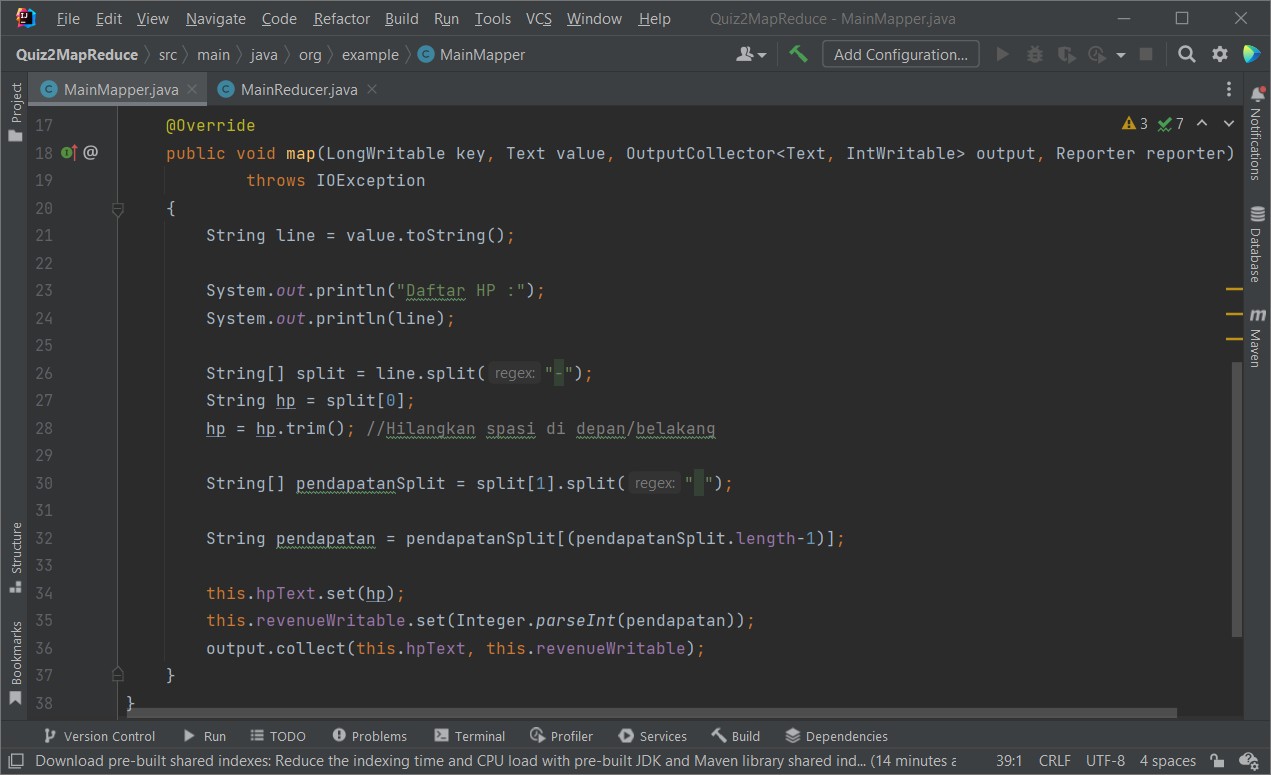 File Edit View Navigate Code Refactor Build Run Tools VCS Window Help Quiz2MapReduce - MainMapper.java
Quiz2MapReduce src main java org example MainMapper Add Configuration...
MainMapper.java MainReducer.java
Project
Structure
Bookmarks
3 7
17 @Override
18 @ public void map(LongWritable key, Text value, OutputCollector<Text, IntWritable> output, Reporter reporter)
19 throws IOException
20 {
21 String line = value.toString();
22
23 System.out.println("Daftar HP :");
24 System.out.println(line);
25
26 String[] split = line.split( regex: "-");
27 String hp = split[0];
28 hp = hp.trim(); //Hilangkan spasi di depan/belakang
29
30 String[] pendapatanSplit = split[1].split( regex: " ");
31
32 String pendapatan = pendapatanSplit[(pendapatanSplit.length-1)];
33
34 this.hpText.set(hp);
35 this.revenueWritable.set(Integer.parseInt(pendapatan));
36 output.collect(this.hpText, this.revenueWritable);
37 }
38 }
Notifications
Database
m Maven
Version Control Run TODO Problems Terminal Profiler Services Build Dependencies
Download pre-built shared indexes: Reduce the indexing time and CPU load with pre-built JDK and Maven library shared ind... (14 minutes a 39:1 CRLF UTF-8 4 spaces